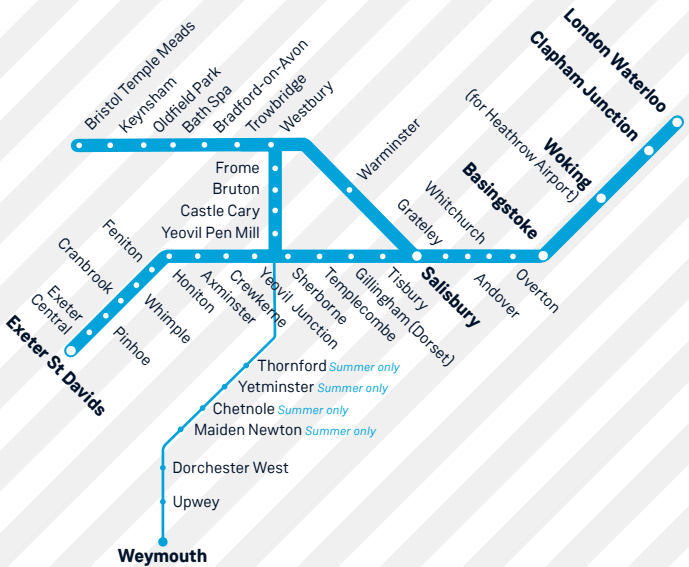 London Waterloo
Clapham Junction
Woking
(for Heathrow Airport)
Basingstoke
Bristol Temple Meads
Keynsham
Oldfield Park
Bath Spa
Bradford-on-Avon
Trowbridge
Westbury
Warminster
Frome
Bruton
Castle Cary
Yeovil Pen Mill
Whitchurch
Grateley
Salisbury
Andover
Overton
Feniton
Cranbrook
Exeter
Central
Exeter St Davids
Pinhoe
Whimple
Honiton
Axminster
Crewkerne
Yeovil Junction
Sherborne
Templecombe
Gillingham (Dorset)
Tisbury
Thornford Summer only
Yetminster Summer only
Chetnole Summer only
Maiden Newton Summer only
Dorchester West
Upwey
Weymouth